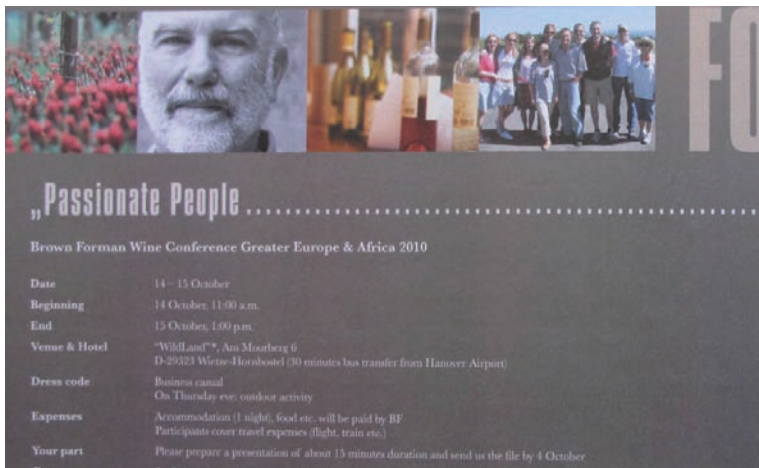 FO
„Passionate People
Brown Forman Wine Conference Greater Europe & Africa 2010
Date 14 – 15 October
Beginning 14 October, 11:00 a.m.
End 15 October, 1:00 p.m.
Venue & Hotel "WildLand"*, Am Moorberg 6
D-29323 Wietze-Hornbostel (30 minutes bus transfer from Hanover Airport)
Dress code Business casual
On Thursday eve: outdoor activity
Expenses Accommodation (1 night), food etc. will be paid by BF
Participants cover travel expenses (flight, train etc.)
Your part Please prepare a presentation of about 15 minutes duration and send us the file by 4 October